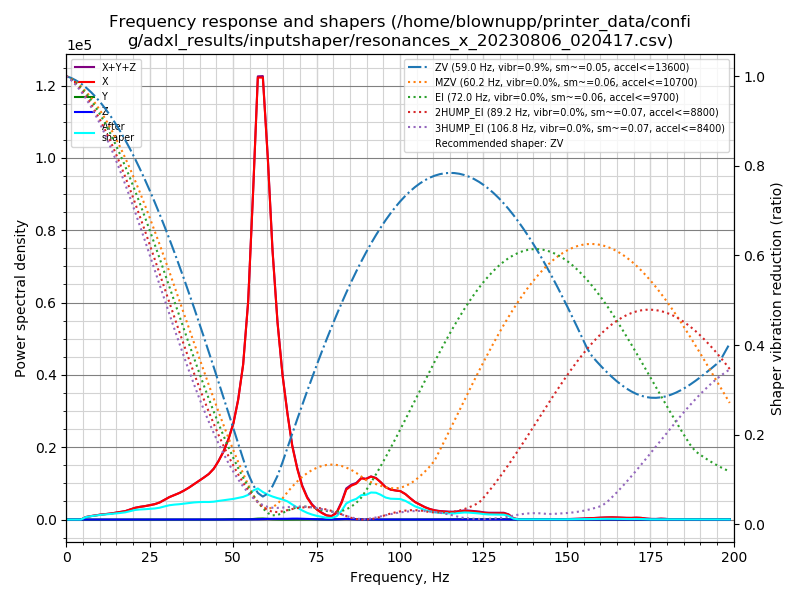 Frequency response and shapers (/home/blownupp/printer_data/confi
g/adxl_results/inputshaper/resonances_x_20230806_020417.csv)
1e5
X+Y+Z
X
Y
Z
After
shaper
ZV (59.0 Hz, vibr=0.9%, sm~=0.05, accel<=13600)
MZV (60.2 Hz, vibr=0.0%, sm~=0.06, accel<=10700)
EI (72.0 Hz, vibr=0.0%, sm~=0.06, accel<=9700)
2HUMP_EI (89.2 Hz, vibr=0.0%, sm~=0.07, accel<=8800)
3HUMP_EI (106.8 Hz, vibr=0.0%, sm~=0.07, accel<=8400)
Recommended shaper: ZV
Power spectral density
1.2
1.0
0.8
0.6
0.4
0.2
0.0
1.0
0.8
0.6
0.4
0.2
0.0
Shaper vibration reduction (ratio)
0 25 50 75 100 125 150 175 200
Frequency, Hz